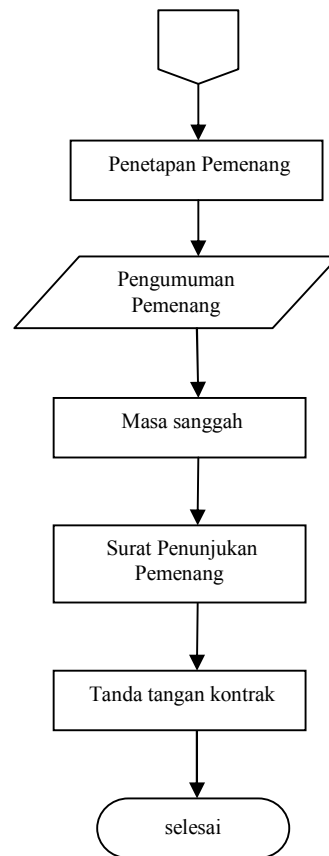 Penetapan Pemenang
Pengumuman
Pemenang
Masa sanggah
Surat Penunjukan
Pemenang
Tanda tangan kontrak
selesai